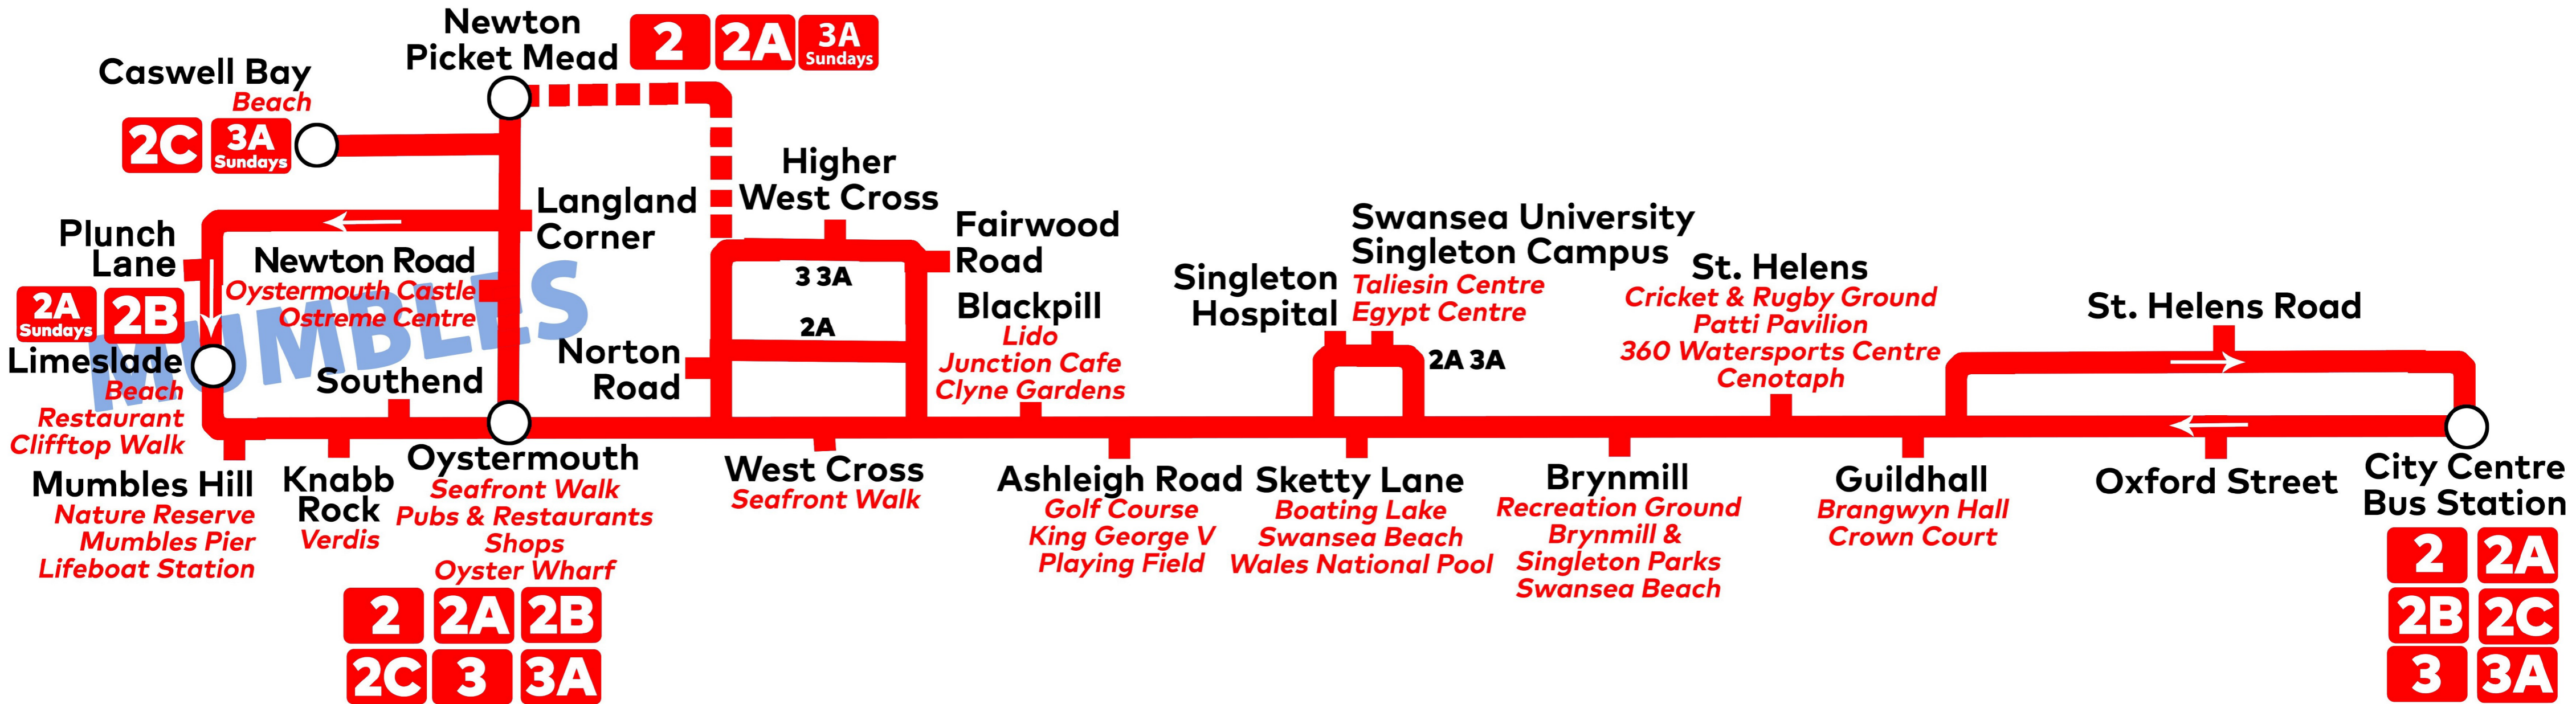 Newton
Picket Mead
2
2A
3A
Sundays
Caswell Bay
Beach
2C
3A
Sundays
Higher
West Cross
Langland
Corner
Fairwood
Road
Plunch
Lane
Newton Road
Oystermouth Castle
Ostreme Centre
MUMBLES
2A
Sundays
2B
Limeslade
Beach
Restaurant
Clifftop Walk
Southend
Norton
Road
3 3A
2A
Blackpill
Lido
Junction Cafe
Clyne Gardens
Singleton
Hospital
Swansea University
Singleton Campus
Taliesin Centre
Egypt Centre
2A 3A
St. Helens
Cricket & Rugby Ground
Patti Pavilion
360 Watersports Centre
Cenotaph
St. Helens Road
Mumbles Hill
Nature Reserve
Mumbles Pier
Lifeboat Station
Knabb
Rock
Verdis
Oystermouth
Seafront Walk
Pubs & Restaurants
Shops
Oyster Wharf
2
2A
2B
2C
3
3A
West Cross
Seafront Walk
Ashleigh Road
Golf Course
King George V
Playing Field
Sketty Lane
Boating Lake
Swansea Beach
Wales National Pool
Brynmill
Recreation Ground
Brynmill &
Singleton Parks
Swansea Beach
Guildhall
Brangwyn Hall
Crown Court
Oxford Street
City Centre
Bus Station
2
2A
2B
2C
3
3A